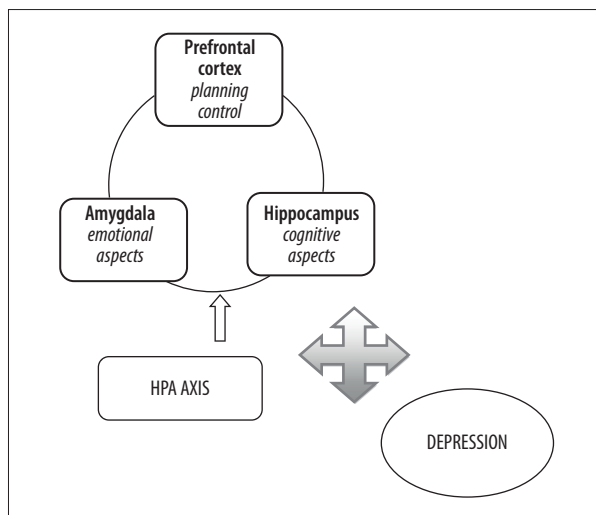 Prefrontal
cortex
planning
control
Amygdala
emotional
aspects
Hippocampus
cognitive
aspects
HPA AXIS
DEPRESSION